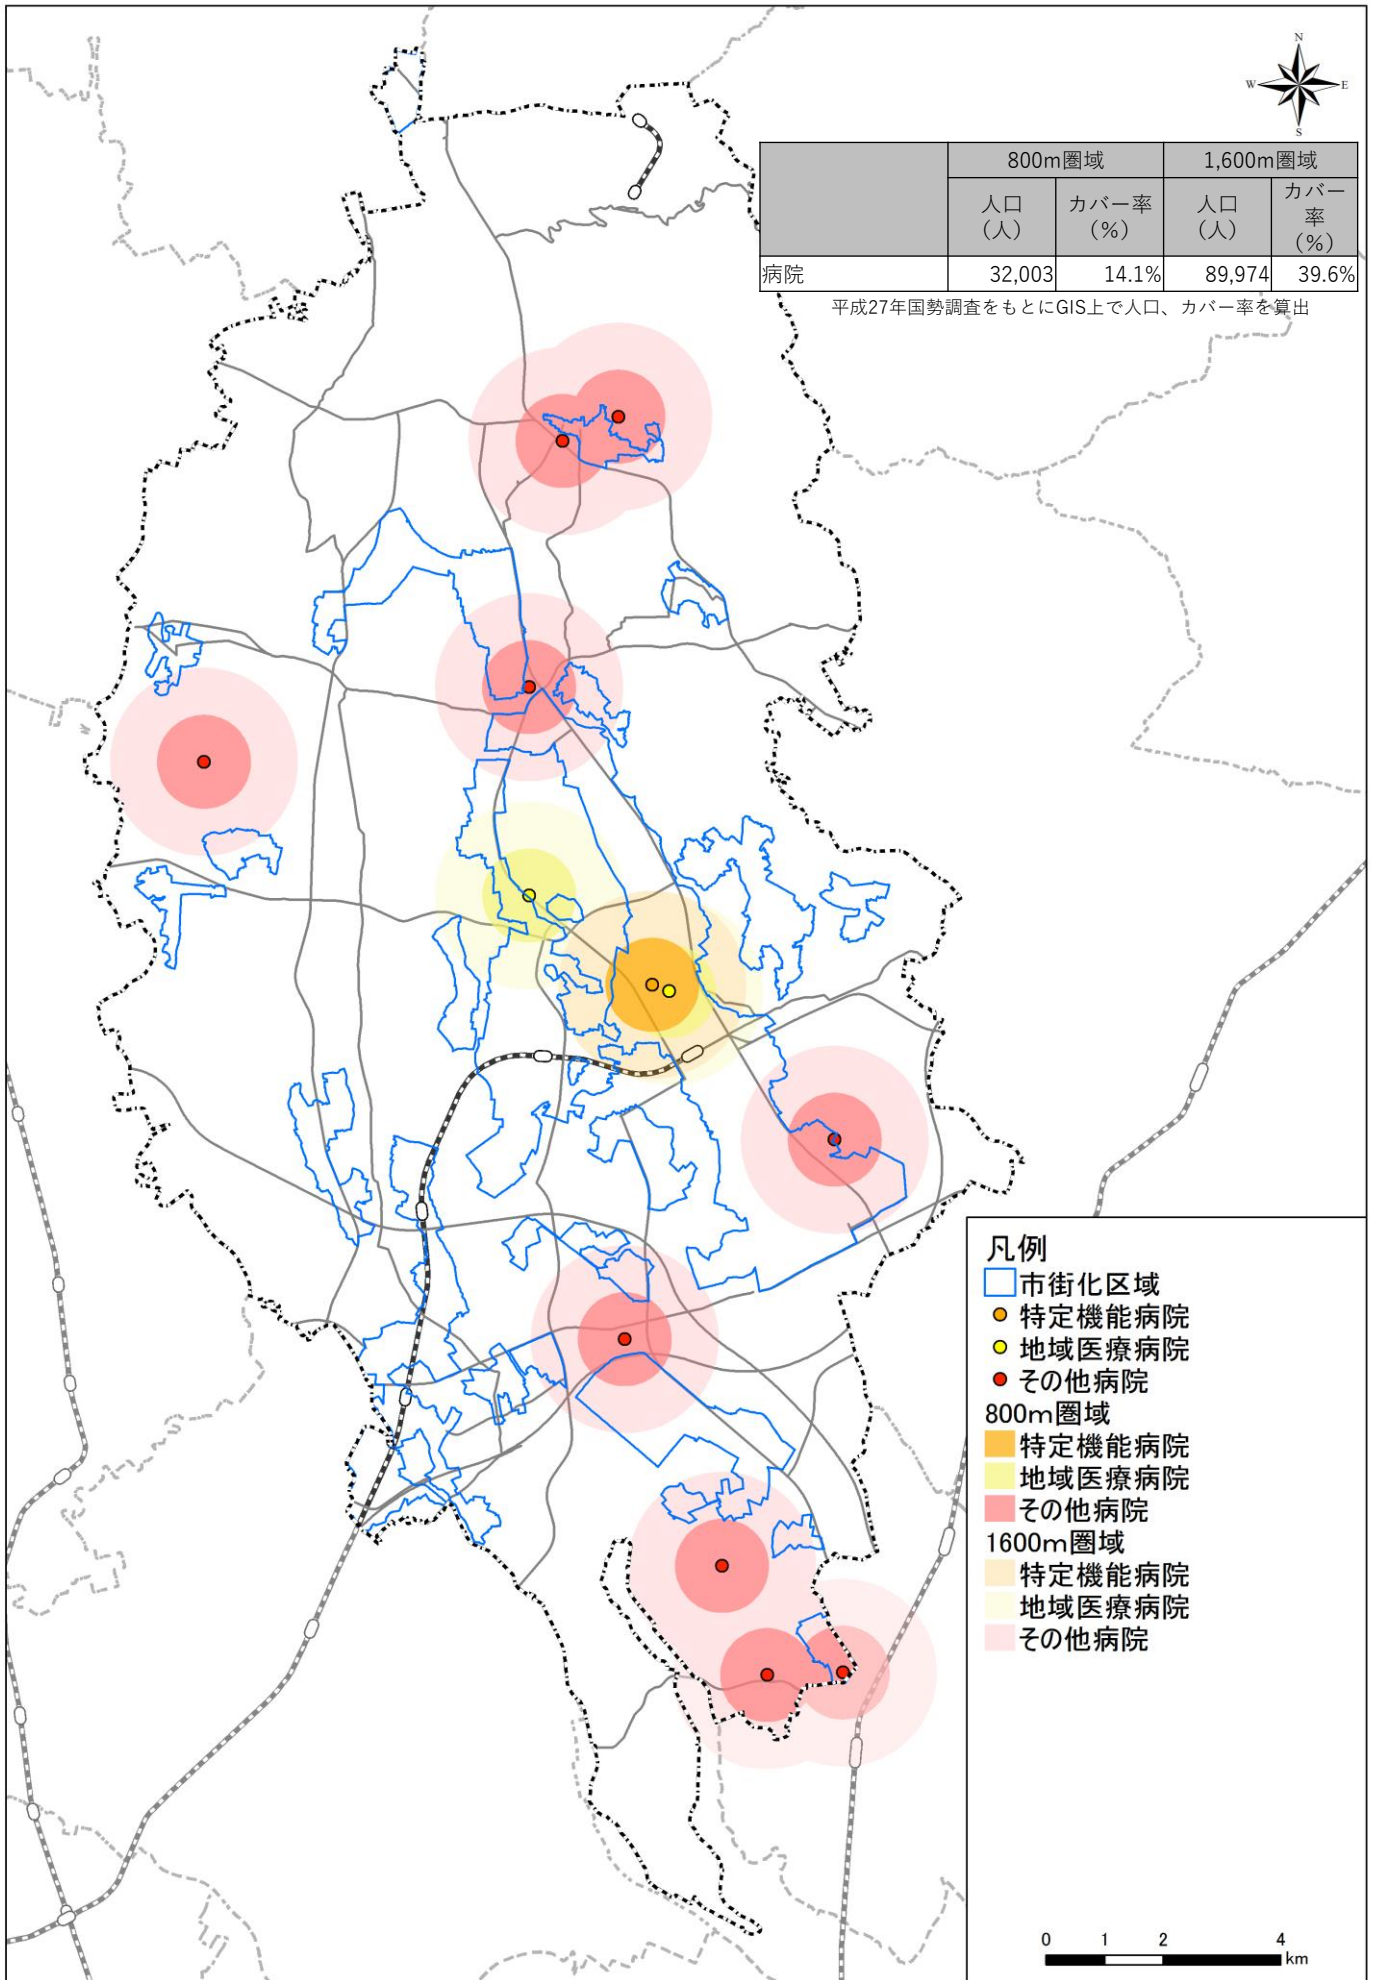 N
W E
S
800m圏域 1,600m圏域
人口
(人) カバー率
(%) 人口
(人) カバー
率
(%)
病院 32,003 14.1% 89,974 39.6%
平成27年国勢調査をもとにGIS上で人口、カバー率を算出
凡例
市街化区域
特定機能病院
地域医療病院
その他病院
800m圏域
特定機能病院
地域医療病院
その他病院
1600m圏域
特定機能病院
地域医療病院
その他病院
0 1 2 4
km